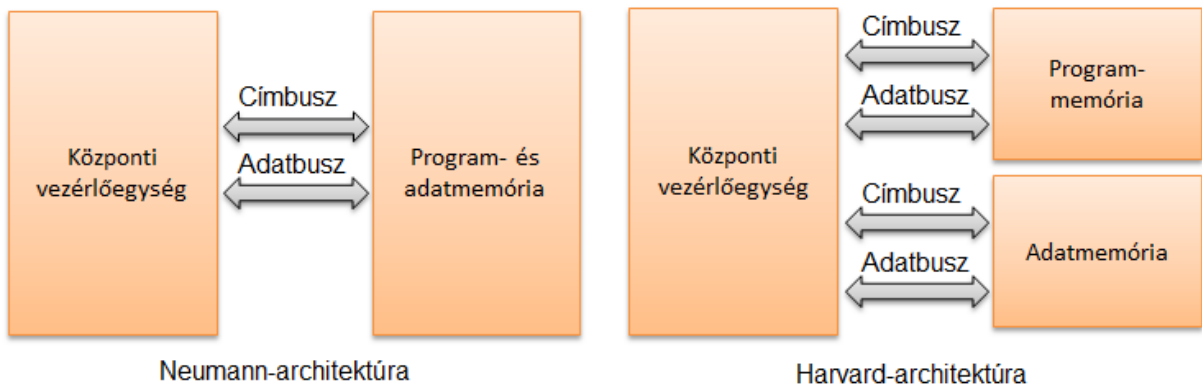 Központi
vezérlőegység
Címbusz
Adatbusz
Program- és
adatmemória
Neumann-architektúra
Központi
vezérlőegység
Címbusz
Adatbusz
Program-
memória
Címbusz
Adatbusz
Adatmemória
Harvard-architektúra